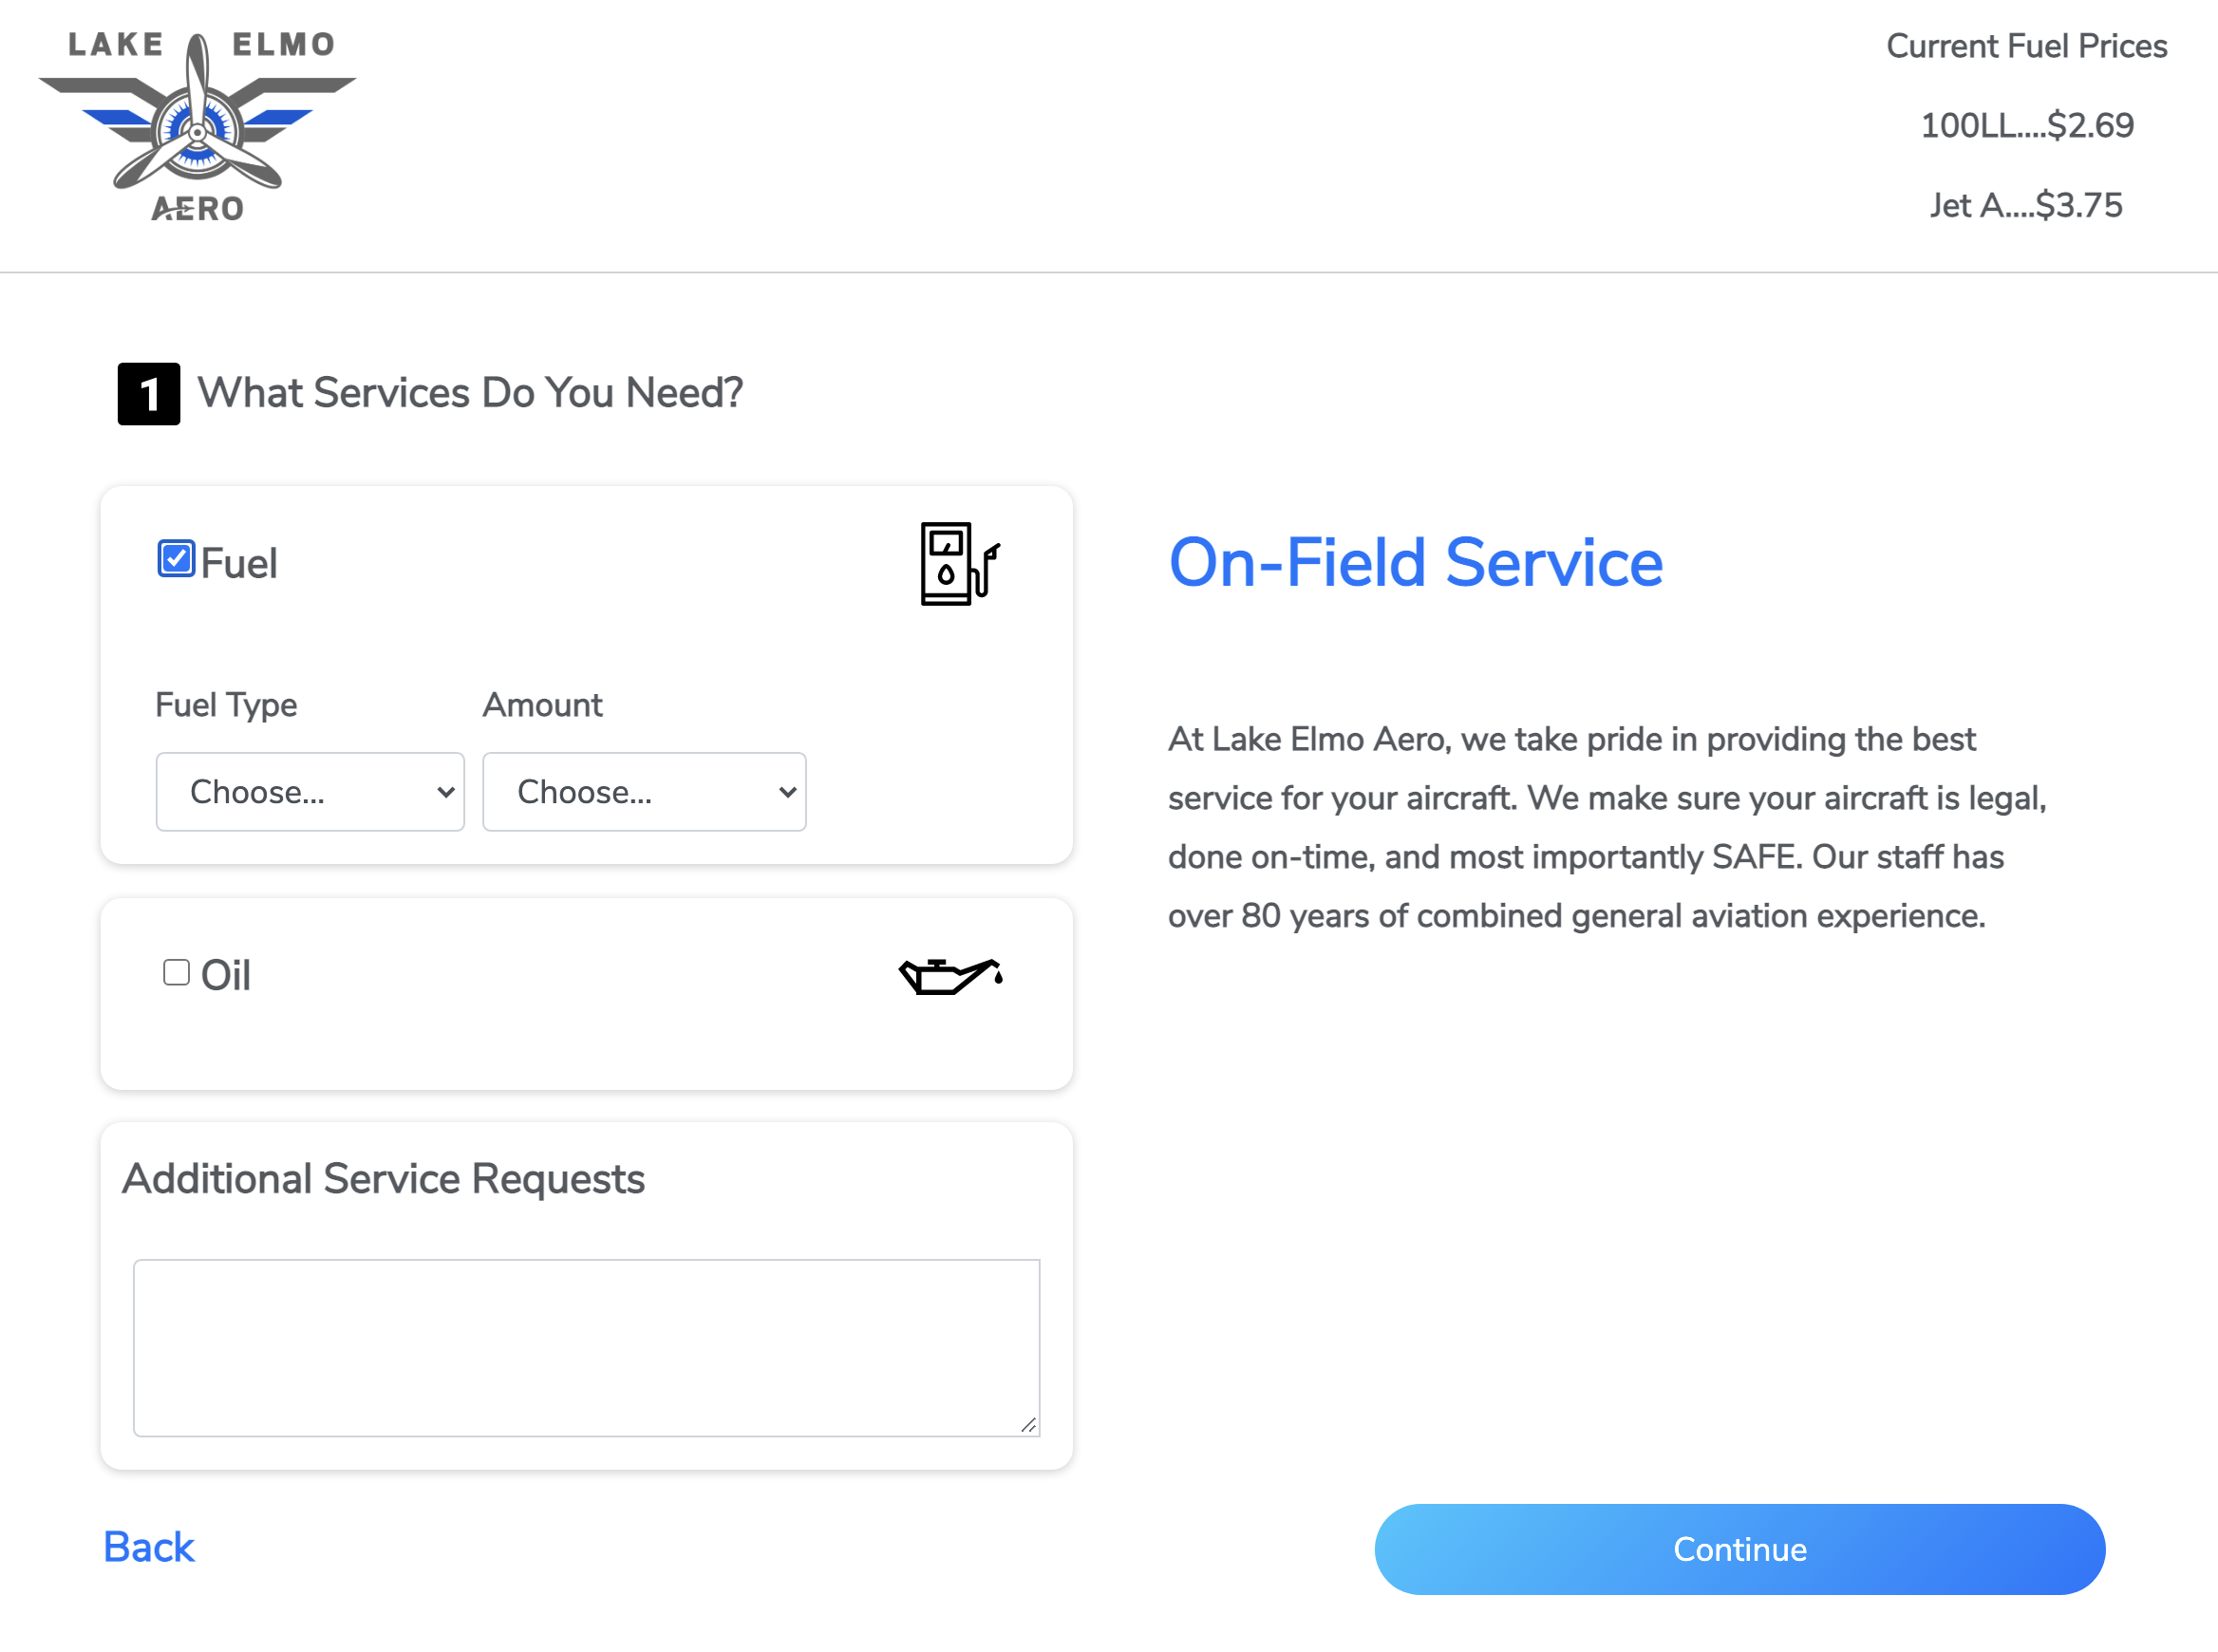 LAKE ELMO
AERO
Current Fuel Prices
100LL....$2.69
Jet A....$3.75
1 What Services Do You Need?
Fuel
Fuel Type Amount
Choose... Choose...
Oil
Additional Service Requests
On-Field Service
At Lake Elmo Aero, we take pride in providing the best
service for your aircraft. We make sure your aircraft is legal,
done on-time, and most importantly SAFE. Our staff has
over 80 years of combined general aviation experience.
Back
Continue